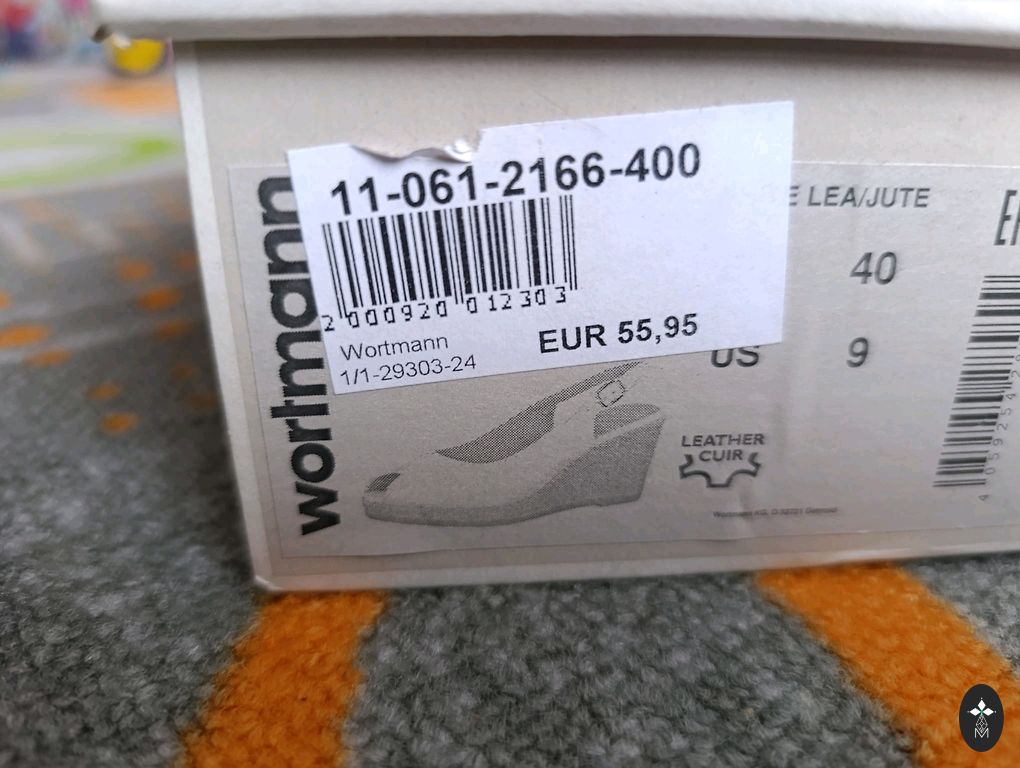 11-061-2166-400
2 000920 012303
Wortmann
EUR 55,95
1/1-29303-24
wortmann
E LEA/JUTE
40
US 9
LEATHER
CUIR
M